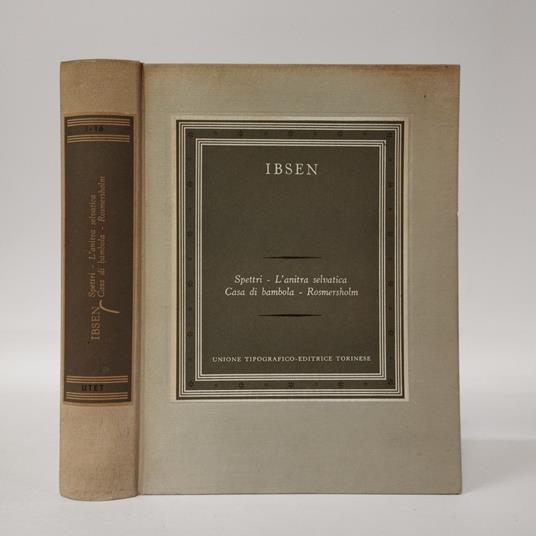 I-16
IBSEN Spettri - L'anitra selvatica
Casa di bambola - Rosmersholm
UTET
IBSEN
Spettri - L'anitra selvatica
Casa di bambola - Rosmersholm
UNIONE TIPOGRAFICO-EDITRICE TORINESE